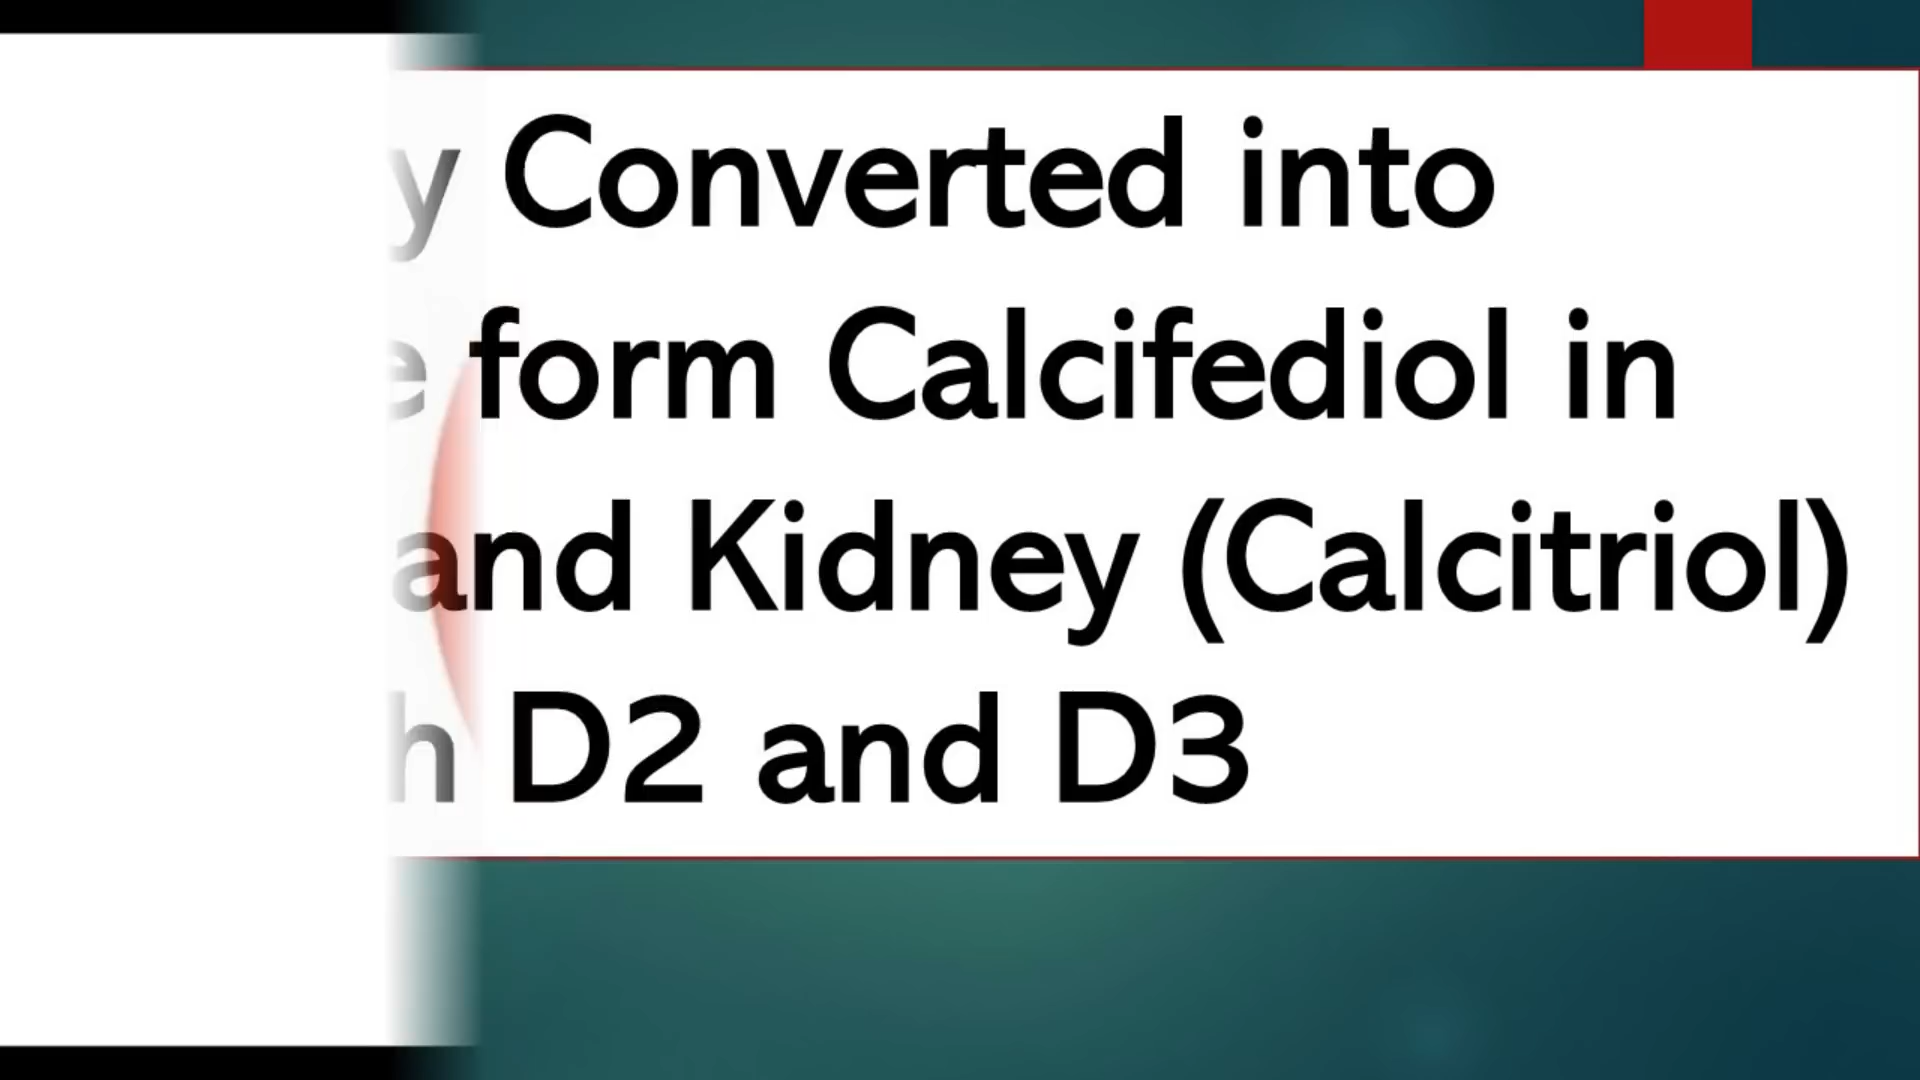 Converted into
form Calcifediol in
and Kidney (Calcitriol)
D2 and D3